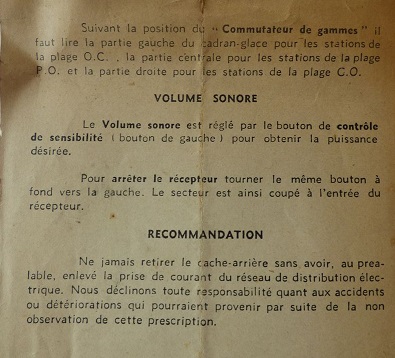 Suivant la position du “ Commutateur de gammes ” il
faut lire la partie gauche du cadran-glace pour les stations de
la plage O.C. , la partie centrale pour les stations de la plage
P.O. et la partie droite pour les stations de la plage G.O.
VOLUME SONORE
Le Volume sonore est réglé par le bouton de contrôle
de sensibilité ( bouton de gauche ) pour obtenir la puissance
désirée.
Pour arrêter le récepteur tourner le même bouton à
fond vers la gauche. Le secteur est ainsi coupé à l'entrée du
récepteur.
RECOMMANDATION
Ne jamais retirer le cache-arrière sans avoir, au prea-
lable, enlevé la prise de courant du réseau de distribution élec-
trique. Nous déclinons toute responsabilité quant aux accidents
ou détériorations qui pourraient provenir par suite de la non
observation de cette prescription.